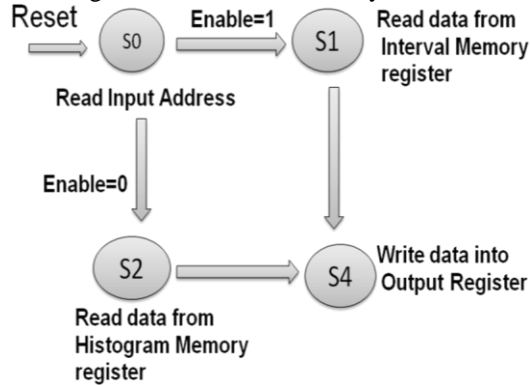 Reset
S0
Enable=1
S1
Read data from
Interval Memory
register
Read Input Address
Enable=0
S2
S4
Write data into
Output Register
Read data from
Histogram Memory
register